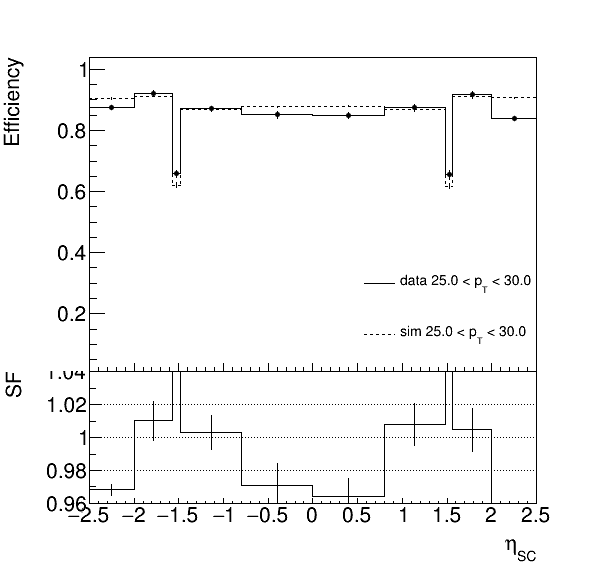 Efficiency
1
0.8
0.6
0.4
0.2
data 25.0 < p_T < 30.0
sim 25.0 < p_T < 30.0
SF
1.04
1.02
1
0.98
0.96
−2.5 −2 −1.5 −1 −0.5 0 0.5 1 1.5 2 2.5
η_SC